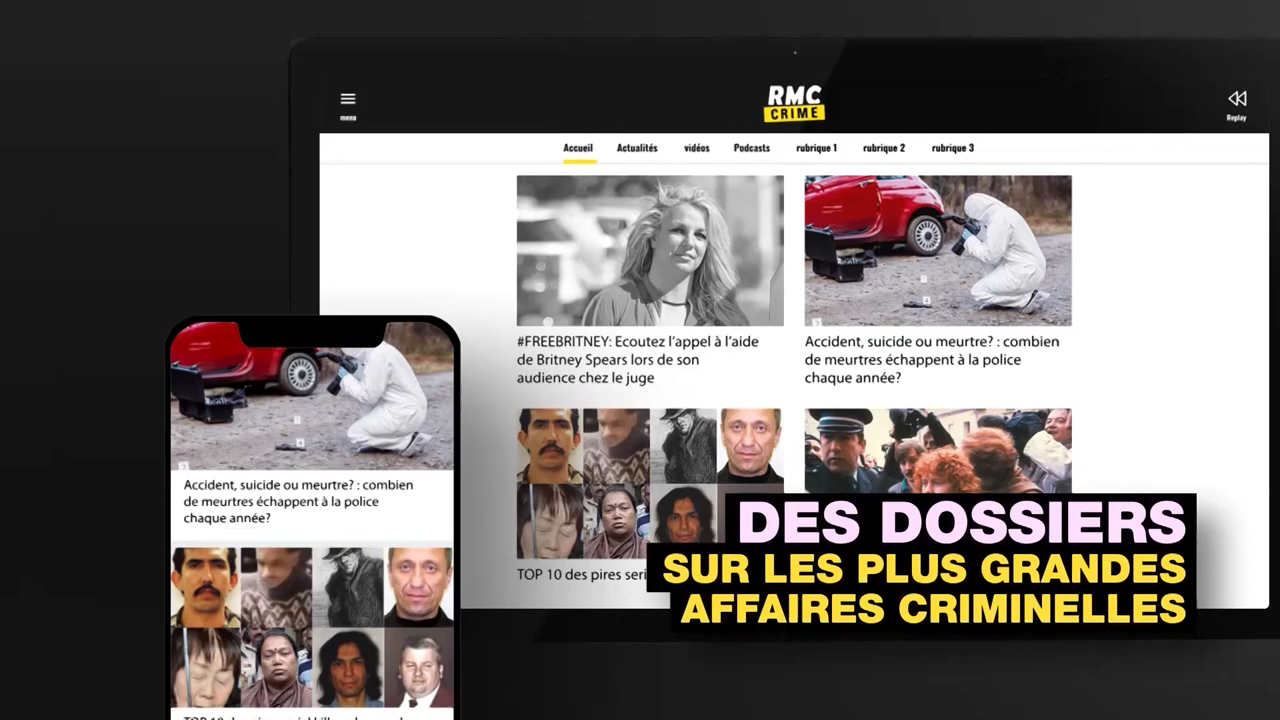 RMC
CRIME
menu
Replay
Accueil Actualités vidéos Podcasts rubrique 1 rubrique 2 rubrique 3
#FREEBRITNEY: Ecoutez l'appel à l'aide
de Britney Spears lors de son
audience chez le juge
Accident, suicide ou meurtre? : combien
de meurtres échappent à la police
chaque année?
TOP 10 des pires seri
Accident, suicide ou meurtre? : combien
de meurtres échappent à la police
chaque année?
DES DOSSIERS
SUR LES PLUS GRANDES
AFFAIRES CRIMINELLES